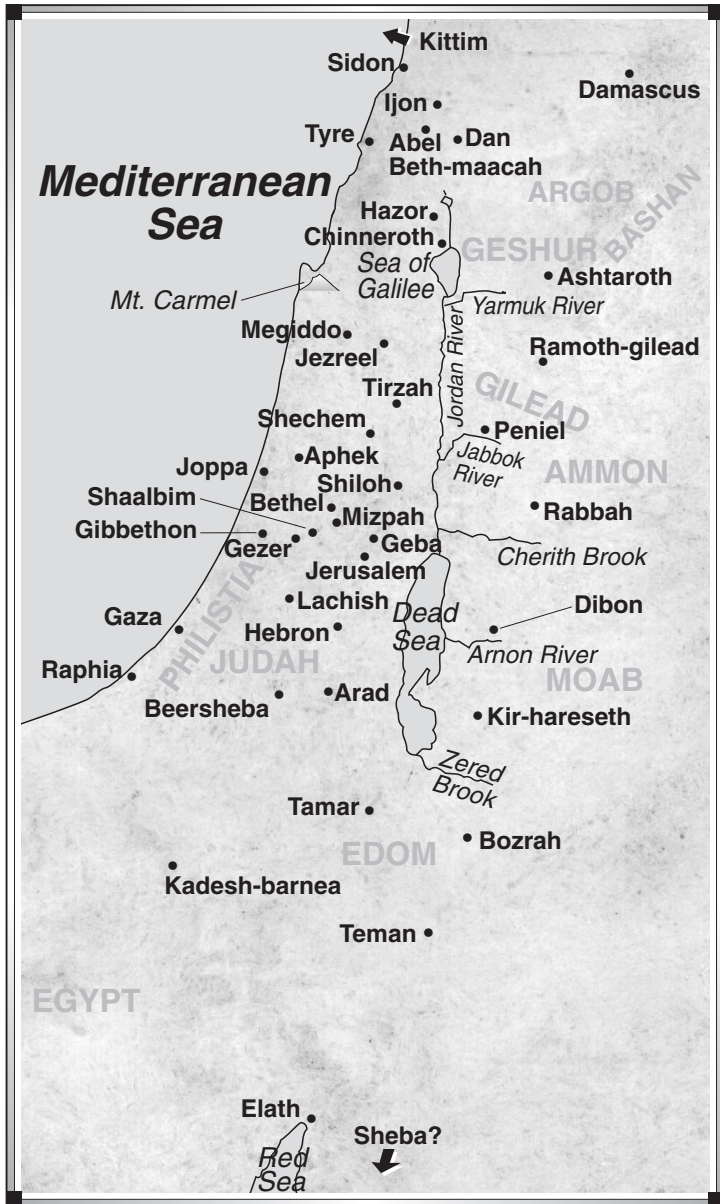 Kittim
Sidon
Damascus
Ijon
Tyre
Abel
Beth-maacah
Dan
Mediterranean
Sea
ARGOB
BASHAN
Hazor
Chinneroth
GESHUR
Sea of
Galilee
Ashtaroth
Mt. Carmel
Yarmuk River
Megiddo
Jezreel
Jordan River
Ramoth-gilead
Tirzah
GILEAD
Shechem
Peniel
Aphek
Jabbok
River
Joppa
AMMON
Shiloh
Shaalbim
Bethel
Mizpah
Rabbah
Gibbethon
Gezer
Geba
Cherith Brook
Jerusalem
Lachish
Dead
Sea
Dibon
Gaza
PHILISTIA
Hebron
Arnon River
JUDAH
Raphia
MOAB
Beersheba
Arad
Kir-hareseth
Zered
Brook
Tamar
Bozrah
EDOM
Kadesh-barnea
Teman
EGYPT
Elath
Sheba?
Red
Sea